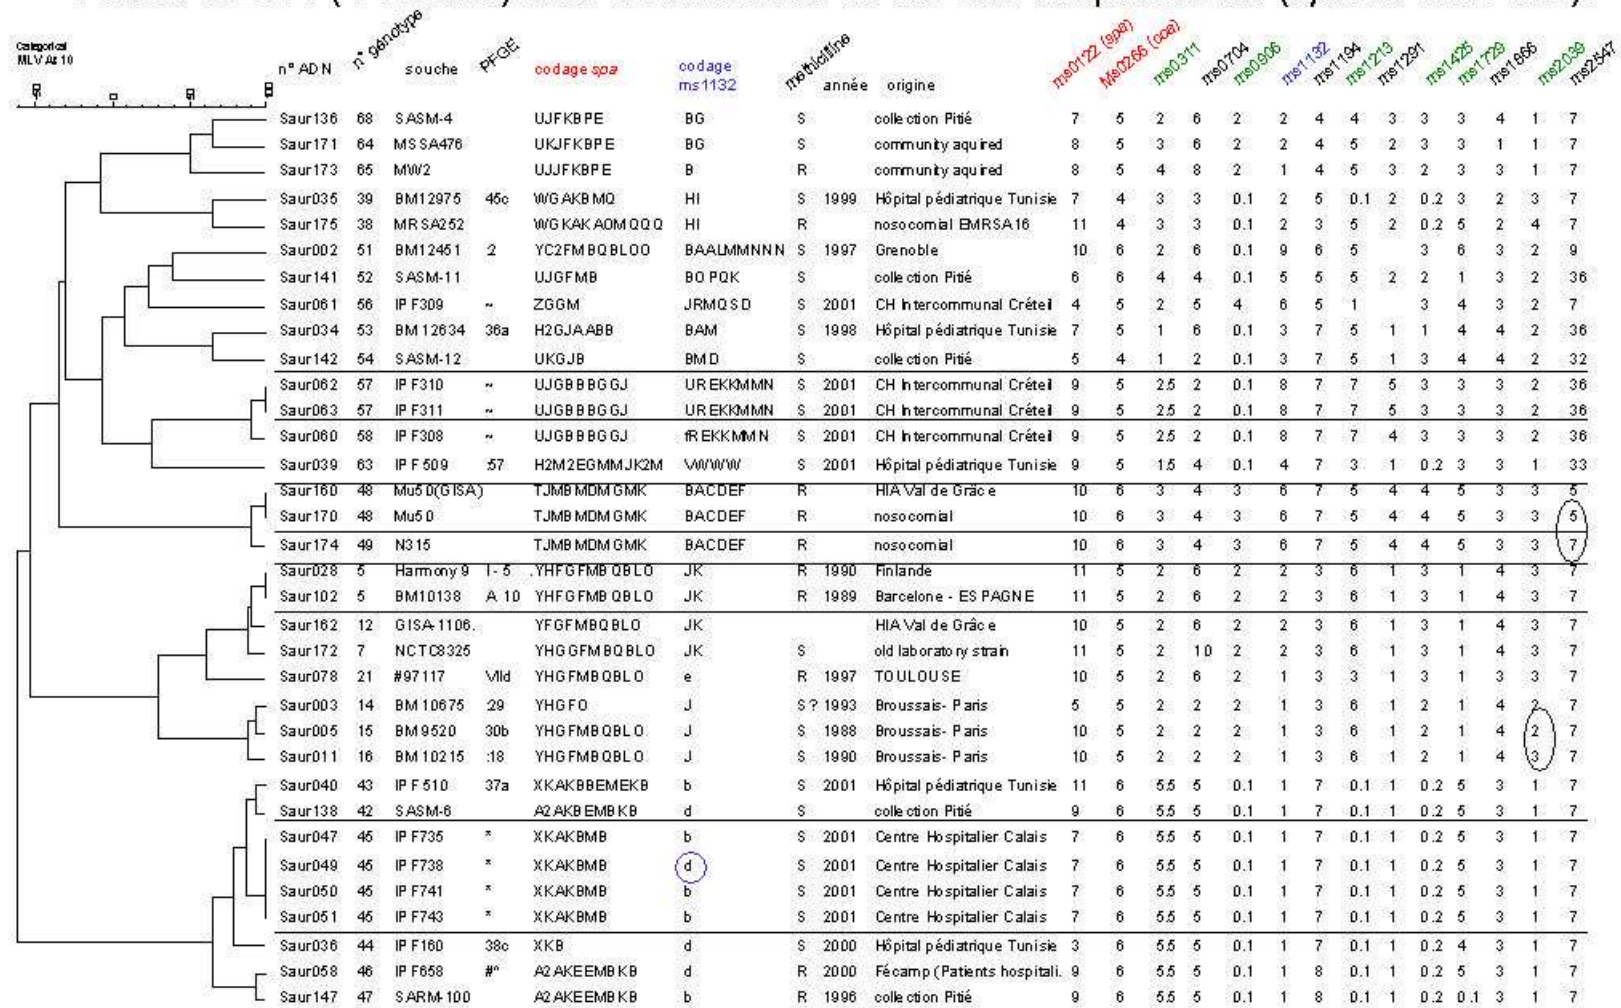 Categorical
MLVA# 10
n° ADN n° génotype souche PFGE codage spa codage ms1132 methicilline année origine ms0122 (spa) Ms0266 (coa) ms0311 ms0704 ms0906 ms1132 ms1194 ms1213 ms1291 ms1425 ms1729 ms1866 ms2039 ms2547
Saur136 68 SASM-4 UJFKBPE BG S collection Pitié 7 5 2 6 2 2 4 4 3 3 3 4 1 7
Saur171 64 MSSA476 UKJFKBPE BG S community aquired 8 5 3 6 2 2 4 5 2 3 3 1 1 7
Saur173 65 MW2 UJJFKBPE B R community aquired 8 5 4 8 2 1 4 5 3 2 3 3 1 7
Saur035 39 BM12975 45c WGAKBMQ HI S 1999 Hôpital pédiatrique Tunisie 7 4 3 3 0.1 2 5 0.1 2 0.2 3 2 3 7
Saur175 38 MRSA252 WGKAKAOMQQQ HI R nosocomial EMRSA16 11 4 3 3 0.1 2 3 5 2 0.2 5 2 4 7
Saur002 51 BM12451 2 YC2FMBQBLOO BAALMMNNN S 1997 Grenoble 10 6 2 6 0.1 9 6 5 3 6 3 2 9
Saur141 52 SASM-11 UJGFMB BOPQK S collection Pitié 6 6 4 4 0.1 5 5 5 2 2 1 3 2 36
Saur061 56 IPF309 ~ ZGGM JRMQSD S 2001 CH Intercommunal Créteil 4 5 2 5 4 6 5 1 3 4 3 2 7
Saur034 53 BM12634 36a H2GJAABB BAM S 1998 Hôpital pédiatrique Tunisie 7 5 1 6 0.1 3 7 5 1 1 4 4 2 36
Saur142 54 SASM-12 UKGJB BMD S collection Pitié 5 4 1 2 0.1 3 7 5 1 3 4 4 2 32
Saur062 57 IPF310 ~ UJGBBBGGJ UREKKMMN S 2001 CH Intercommunal Créteil 9 5 2.5 2 0.1 8 7 7 5 3 3 3 2 36
Saur063 57 IPF311 ~ UJGBBBGGJ UREKKMMN S 2001 CH Intercommunal Créteil 9 5 2.5 2 0.1 8 7 7 5 3 3 3 2 36
Saur060 58 IPF308 ~ UJGBBBGGJ fREKKMMN S 2001 CH Intercommunal Créteil 9 5 2.5 2 0.1 8 7 7 4 3 3 3 2 36
Saur039 63 IPF509 :57 H2M2EGMMJK2M S 2001 Hôpital pédiatrique Tunisie 9 5 1.5 4 0.1 4 7 3 1 0.2 3 3 1 33
Saur160 48 Mu50(GISA) TJMBMDMGMK BACDEF R HIA Val de Grâce 10 6 3 4 3 6 7 5 4 4 5 3 3 5
Saur170 48 Mu50 TJMBMDMGMK BACDEF R nosocomial 10 6 3 4 3 6 7 5 4 4 5 3 3 5
Saur174 49 N315 TJMBMDMGMK BACDEF R nosocomial 10 6 3 4 3 6 7 5 4 4 5 3 3 7
Saur028 5 Harmony 9 I-5 .YHFGFMBQBLO JK R 1990 Finlande 11 5 2 6 2 2 3 6 1 3 1 4 3 7
Saur102 5 BM10138 A 10 YHFGFMBQBLO JK R 1989 Barcelone - ESPAGNE 11 5 2 6 2 2 3 6 1 3 1 4 3 7
Saur162 12 GISA-1106. YFGFMBQBLO JK HIA Val de Grâce 10 5 2 6 2 2 3 6 1 3 1 4 3 7
Saur172 7 NCTC8325 YHGGFMBQBLO JK S old laboratory strain 11 5 2 10 2 2 3 6 1 3 1 4 3 7
Saur078 21 #97117 VIId YHGFMBQBLO e R 1997 TOULOUSE 10 5 2 6 2 1 3 3 1 3 1 3 3 7
Saur003 14 BM10675 :29 YHGFO J S? 1993 Broussais- Paris 5 5 2 2 2 1 3 6 1 2 1 4 2 7
Saur005 15 BM9520 30b YHGFMBQBLO J S 1988 Broussais- Paris 10 5 2 2 2 1 3 6 1 2 1 4 2 7
Saur011 16 BM10215 :18 YHGFMBQBLO J S 1990 Broussais- Paris 10 5 2 2 2 1 3 6 1 2 1 4 3 7
Saur040 43 IPF510 37a XKAKBBEMEKB b S 2001 Hôpital pédiatrique Tunisie 11 6 5.5 5 0.1 1 7 0.1 1 0.2 5 3 1 7
Saur138 42 SASM-6 A2AKBEMBKB d S collection Pitié 9 6 5.5 5 0.1 1 7 0.1 1 0.2 5 3 1 7
Saur047 45 IPF735 * XKAKBMB b S 2001 Centre Hospitalier Calais 7 6 5.5 5 0.1 1 7 0.1 1 0.2 5 3 1 7
Saur049 45 IPF738 * XKAKBMB d S 2001 Centre Hospitalier Calais 7 6 5.5 5 0.1 1 7 0.1 1 0.2 5 3 1 7
Saur050 45 IPF741 * XKAKBMB b S 2001 Centre Hospitalier Calais 7 6 5.5 5 0.1 1 7 0.1 1 0.2 5 3 1 7
Saur051 45 IPF743 * XKAKBMB b S 2001 Centre Hospitalier Calais 7 6 5.5 5 0.1 1 7 0.1 1 0.2 5 3 1 7
Saur036 44 IPF160 38c XKB d S 2000 Hôpital pédiatrique Tunisie 3 6 5.5 5 0.1 1 7 0.1 1 0.2 4 3 1 7
Saur058 46 IPF658 #^ A2AKEEMBKB d R 2000 Fécamp (Patients hospitali. 9 6 5.5 5 0.1 1 8 0.1 1 0.2 5 3 1 7
Saur147 47 SARM-100 A2AKEEMBKB b R 1996 collection Pitié 9 6 5.5 5 0.1 1 8 0.1 1 0.2 0.1 3 1 7